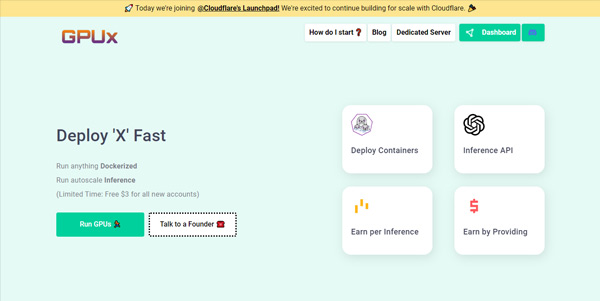 Today we're joining @Cloudflare's Launchpad! We're excited to continue building for scale with Cloudflare.
GPUx
How do I start
Blog
Dedicated Server
Dashboard
Deploy 'X' Fast
Run anything Dockerized
Run autoscale Inference
(Limited Time: Free $3 for all new accounts)
Run GPUs
Talk to a Founder
Deploy Containers
Inference API
Earn per Inference
Earn by Providing